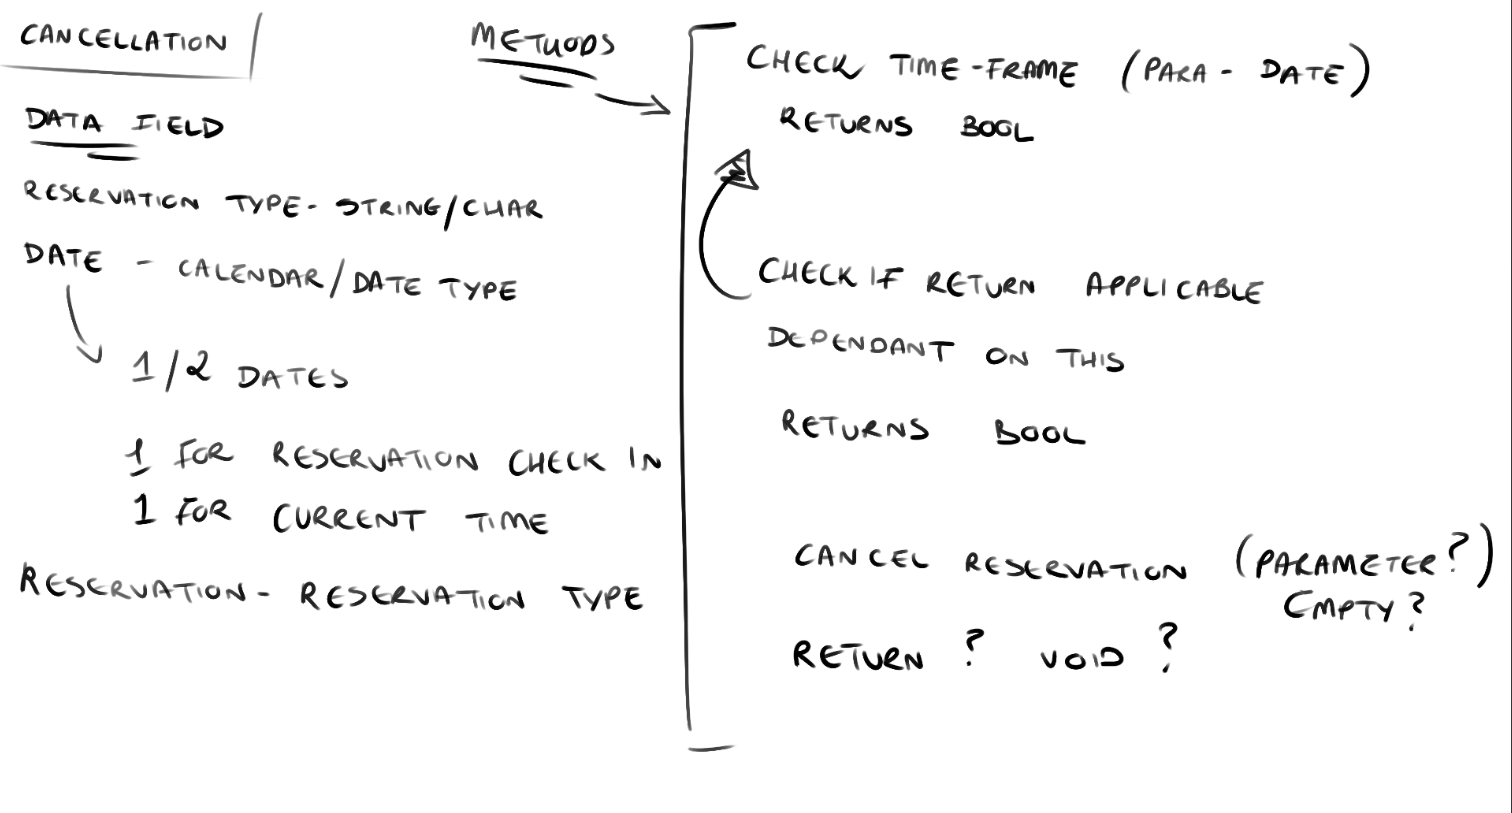 CANCELLATION
DATA FIELD
RESERVATION TYPE- STRING/CHAR
DATE - CALENDAR/DATE TYPE
1/2 DATES
1 FOR RESERVATION CHECK IN
1 FOR CURRENT TIME
RESERVATION- RESERVATION TYPE
METHODS
CHECK TIME-FRAME (PARA - DATE)
RETURNS BOOL
CHECK IF RETURN APPLICABLE
DEPENDANT ON THIS
RETURNS BOOL
CANCEL RESERVATION (PARAMETER?)
EMPTY?
RETURN ? VOID ?